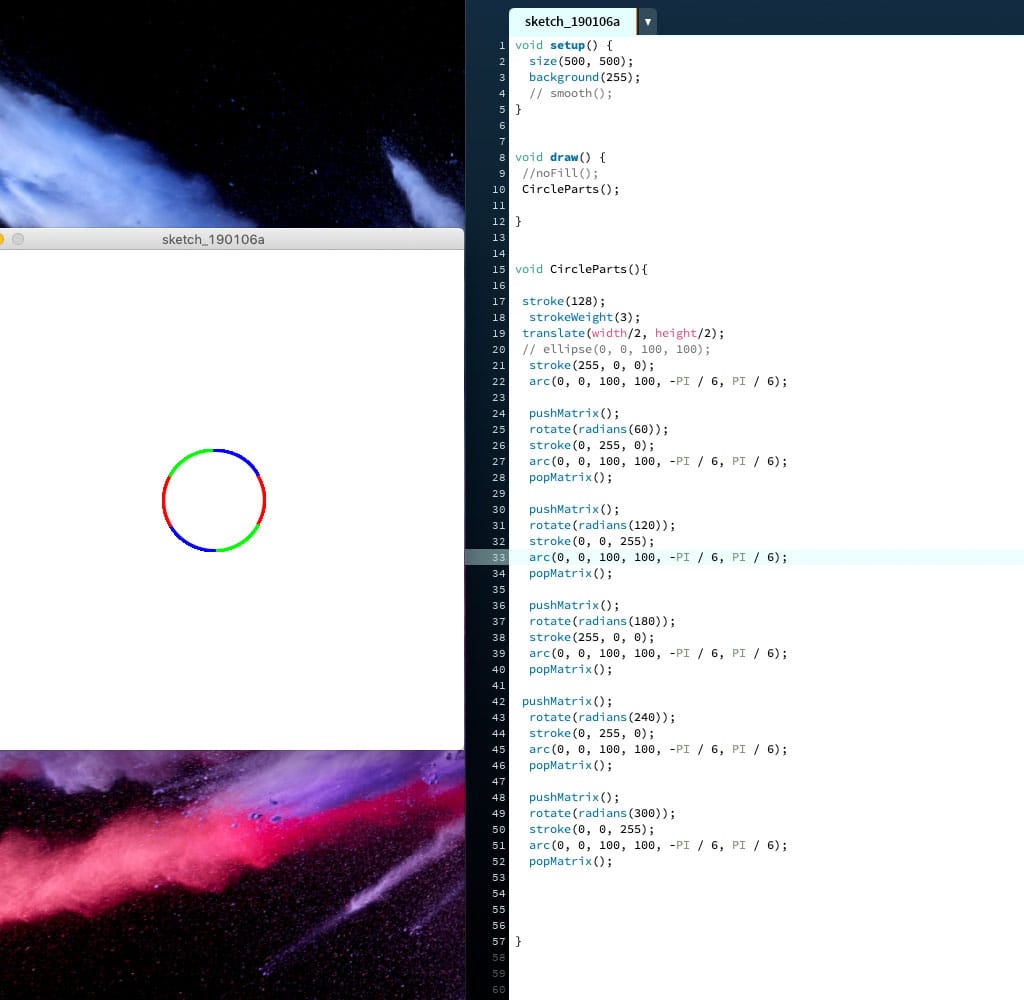 sketch_190106a
sketch_190106a
1 void setup() {
2   size(500, 500);
3   background(255);
4   // smooth();
5 }
6
7
8 void draw() {
9  //noFill();
10  CircleParts();
11
12 }
13
14
15 void CircleParts(){
16
17  stroke(128);
18   strokeWeight(3);
19  translate(width/2, height/2);
20  // ellipse(0, 0, 100, 100);
21   stroke(255, 0, 0);
22   arc(0, 0, 100, 100, -PI / 6, PI / 6);
23
24   pushMatrix();
25   rotate(radians(60));
26   stroke(0, 255, 0);
27   arc(0, 0, 100, 100, -PI / 6, PI / 6);
28   popMatrix();
29
30   pushMatrix();
31   rotate(radians(120));
32   stroke(0, 0, 255);
33   arc(0, 0, 100, 100, -PI / 6, PI / 6);
34   popMatrix();
35
36   pushMatrix();
37   rotate(radians(180));
38   stroke(255, 0, 0);
39   arc(0, 0, 100, 100, -PI / 6, PI / 6);
40   popMatrix();
41
42  pushMatrix();
43   rotate(radians(240));
44   stroke(0, 255, 0);
45   arc(0, 0, 100, 100, -PI / 6, PI / 6);
46   popMatrix();
47
48   pushMatrix();
49   rotate(radians(300));
50   stroke(0, 0, 255);
51   arc(0, 0, 100, 100, -PI / 6, PI / 6);
52   popMatrix();
53
54
55
56
57 }
58
59
60